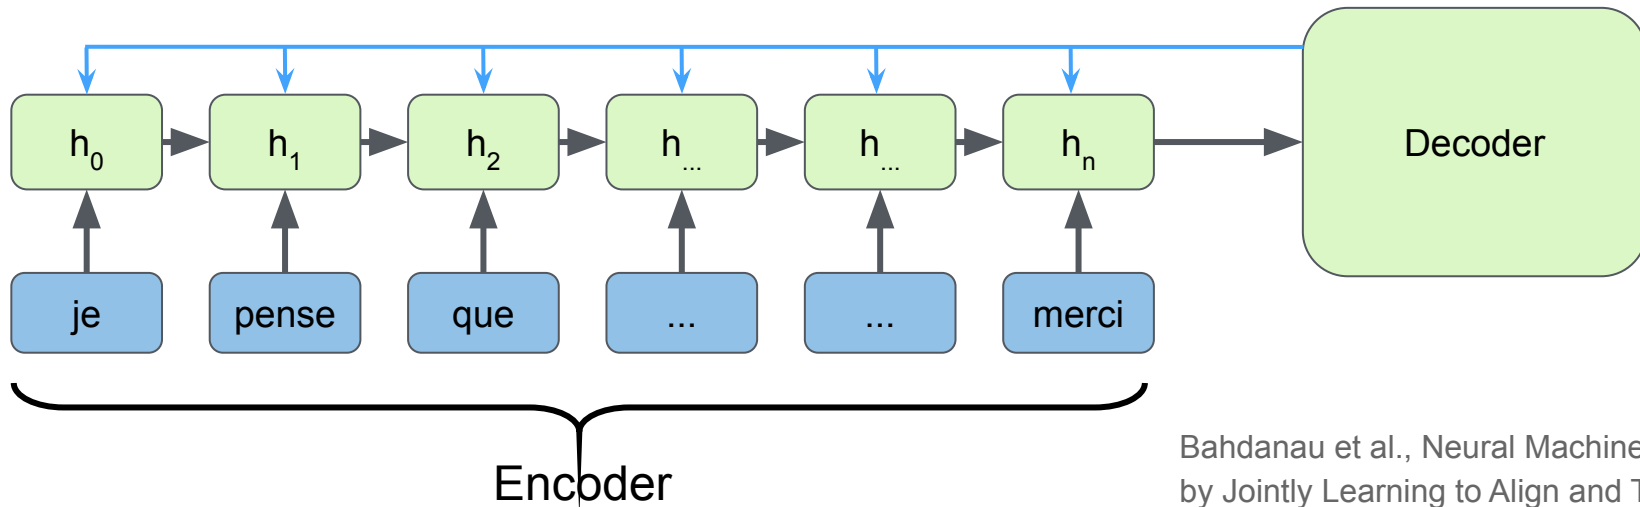 h0 h1 h2 h... h... hn Decoder
je pense que ... ... merci
Encoder
Bahdanau et al., Neural Machine
by Jointly Learning to Align and